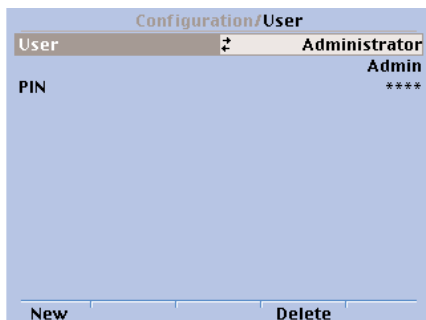 Configuration/User
User Administrator
Admin
PIN ****
New Delete